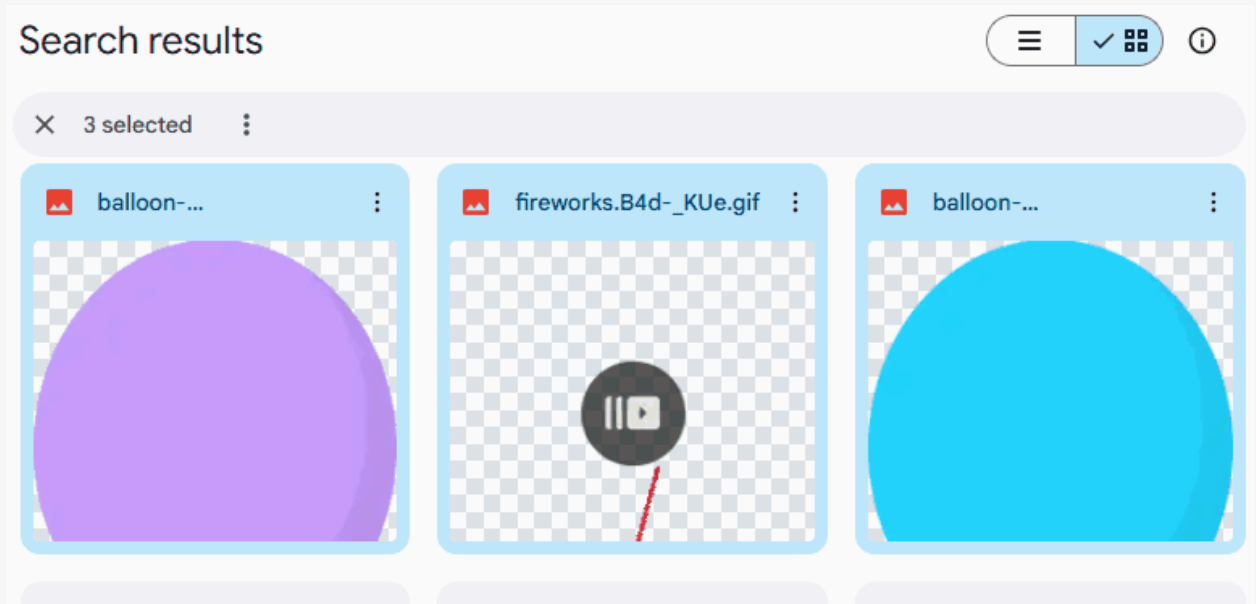 Search results
3 selected
balloon-...
fireworks.B4d-_KUe.gif
balloon-...